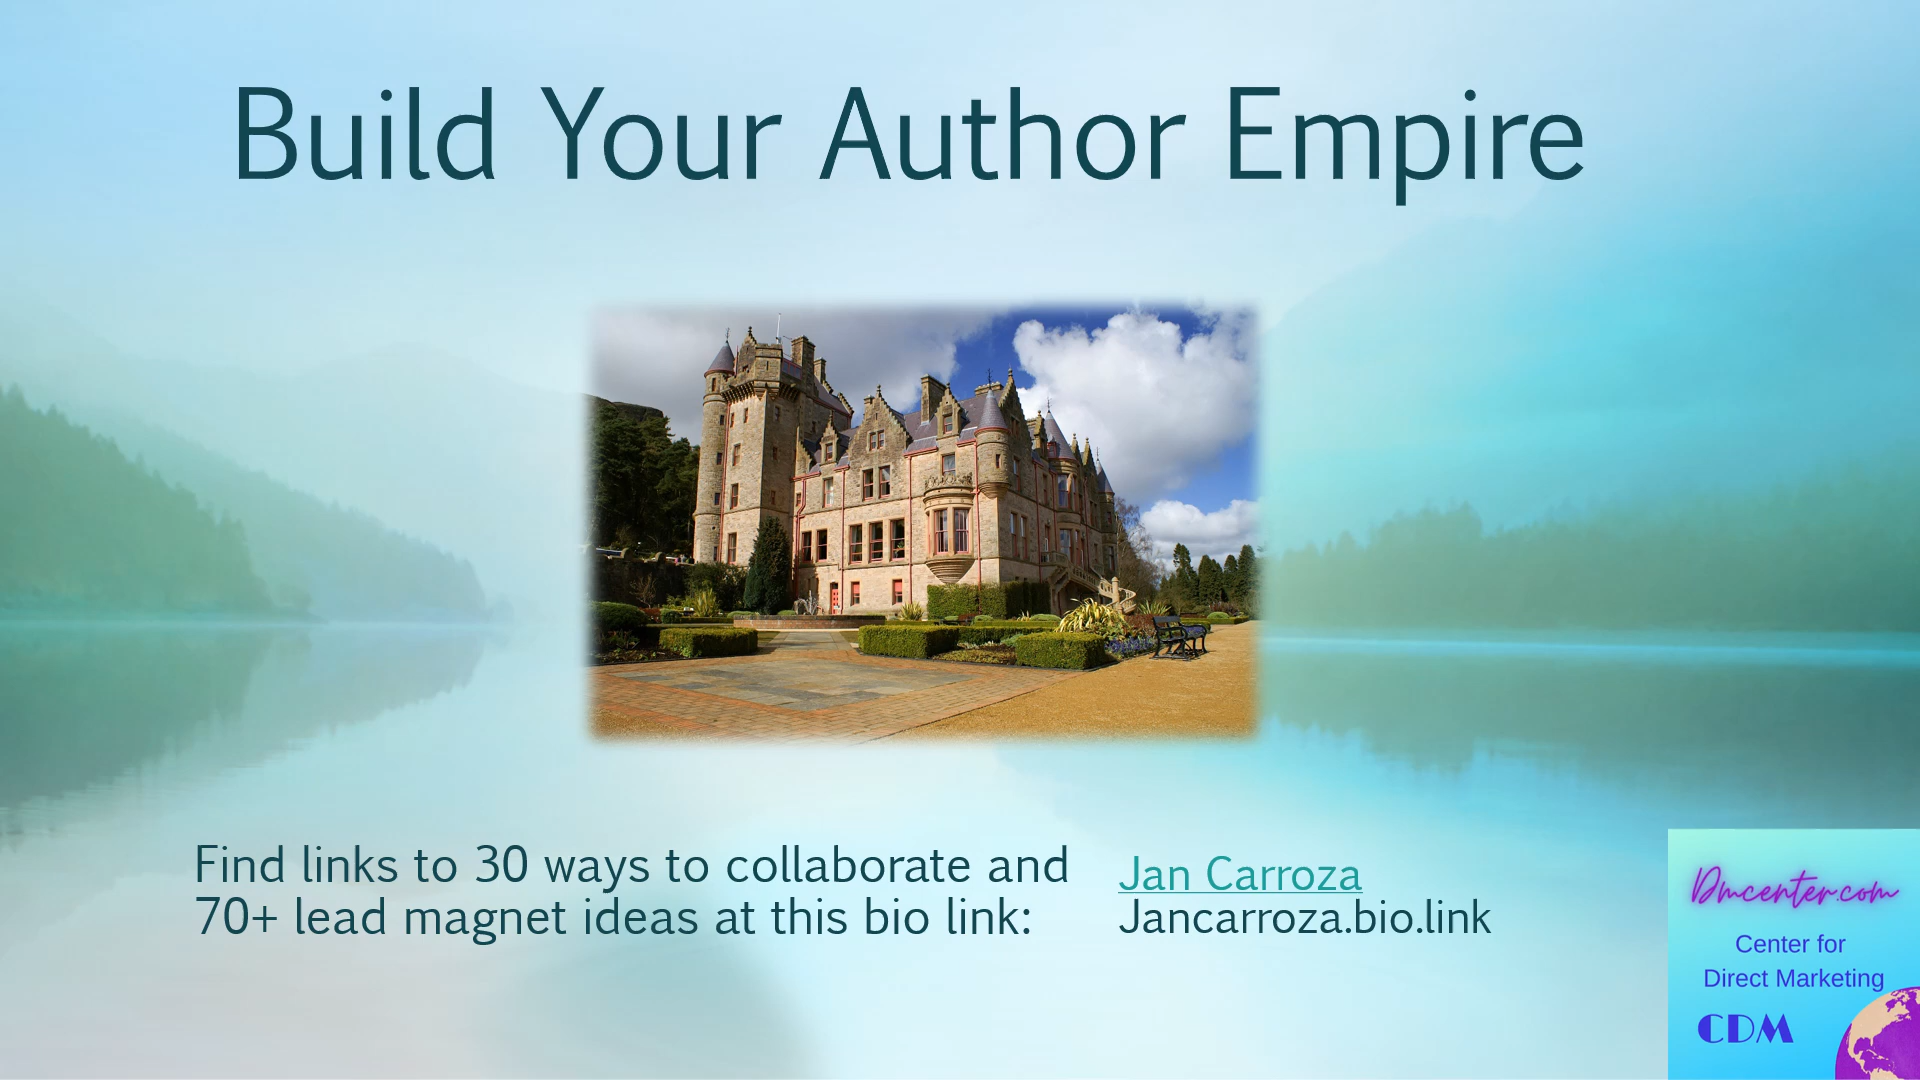 Build Your Author Empire
Find links to 30 ways to collaborate and
70+ lead magnet ideas at this bio link:
Jan Carroza
Jancarroza.bio.link
Dmcenter.com
Center for
Direct Marketing
CDM